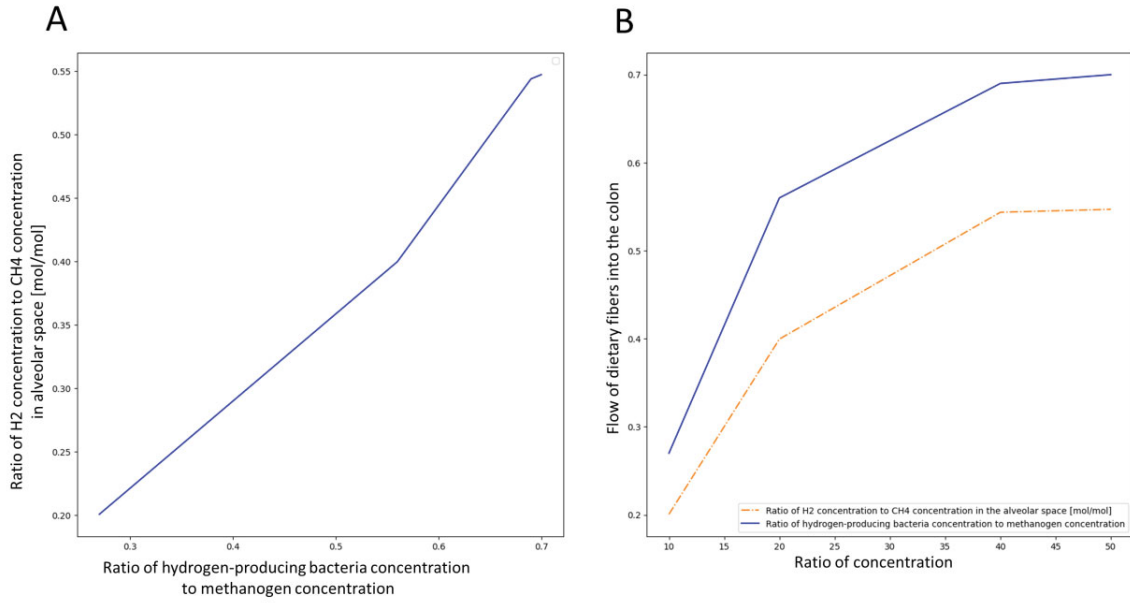 A
Ratio of H2 concentration to CH4 concentration
in alveolar space [mol/mol]
0.55
0.50
0.45
0.40
0.35
0.30
0.25
0.20
0.3 0.4 0.5 0.6 0.7
Ratio of hydrogen-producing bacteria concentration
to methanogen concentration
B
Flow of dietary fibers into the colon
0.7
0.6
0.5
0.4
0.3
0.2
Ratio of H2 concentration to CH4 concentration in the alveolar space [mol/mol]
Ratio of hydrogen-producing bacteria concentration to methanogen concentration
10 15 20 25 30 35 40 45 50
Ratio of concentration